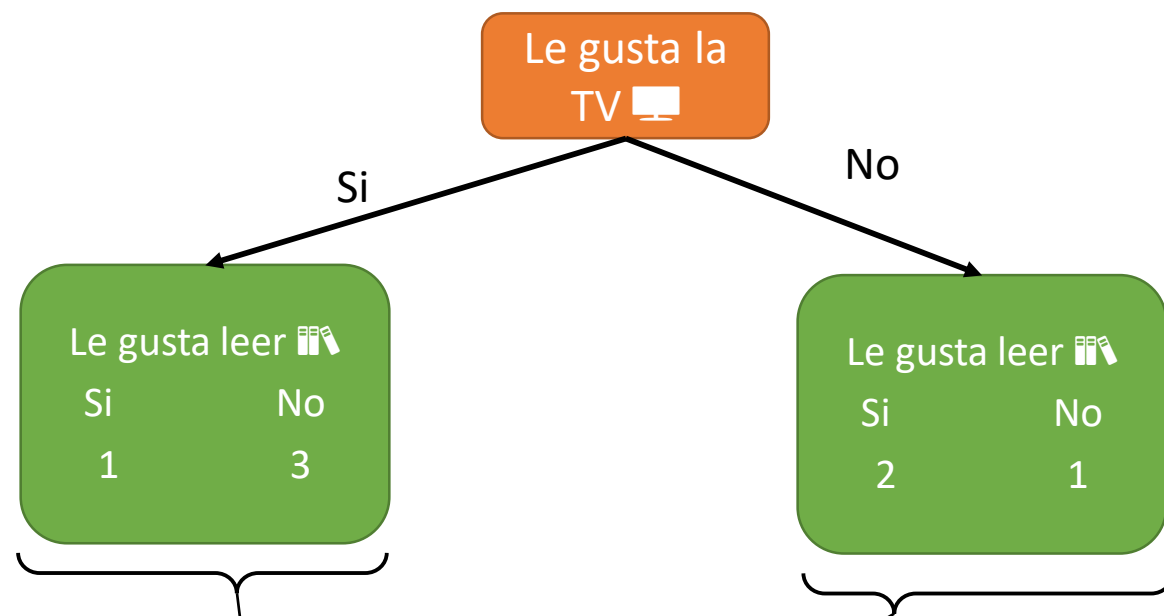 Le gusta la
TV
Si
No
Le gusta leer
Si No
1 3
Le gusta leer
Si No
2 1